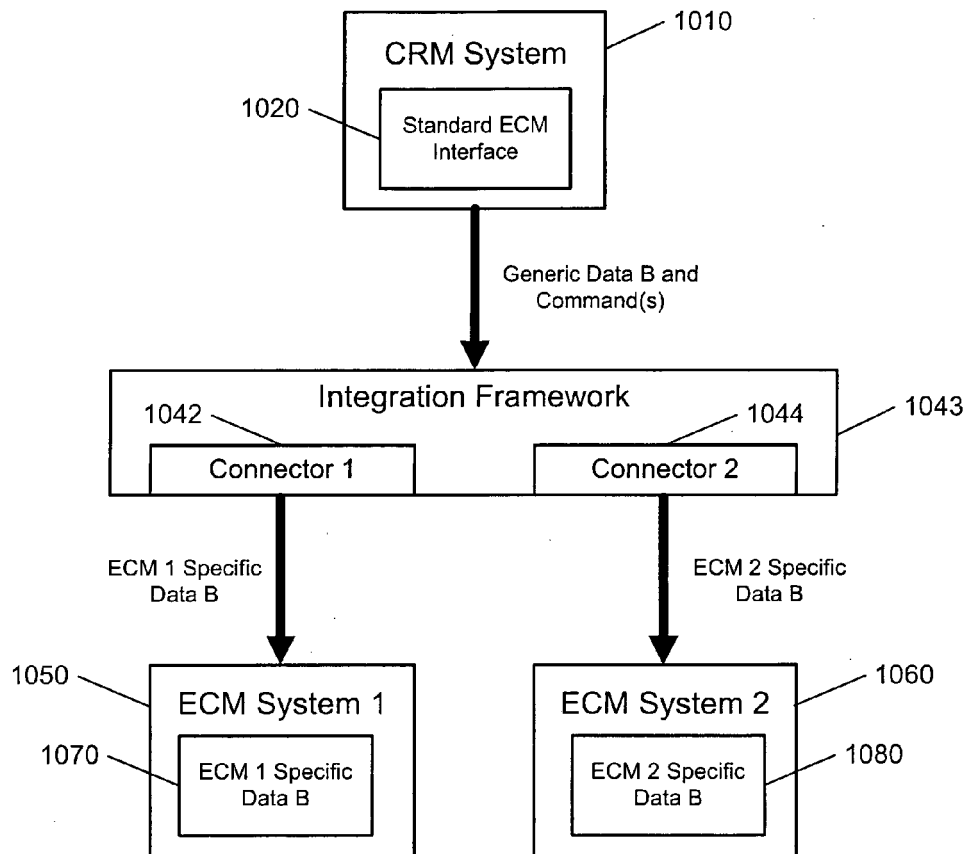 1010
CRM System
1020
Standard ECM
Interface
Generic Data B and
Command(s)
Integration Framework
1042
1044
1043
Connector 1
Connector 2
ECM 1 Specific
Data B
ECM 2 Specific
Data B
1050
1060
ECM System 1
ECM System 2
1070
1080
ECM 1 Specific
Data B
ECM 2 Specific
Data B